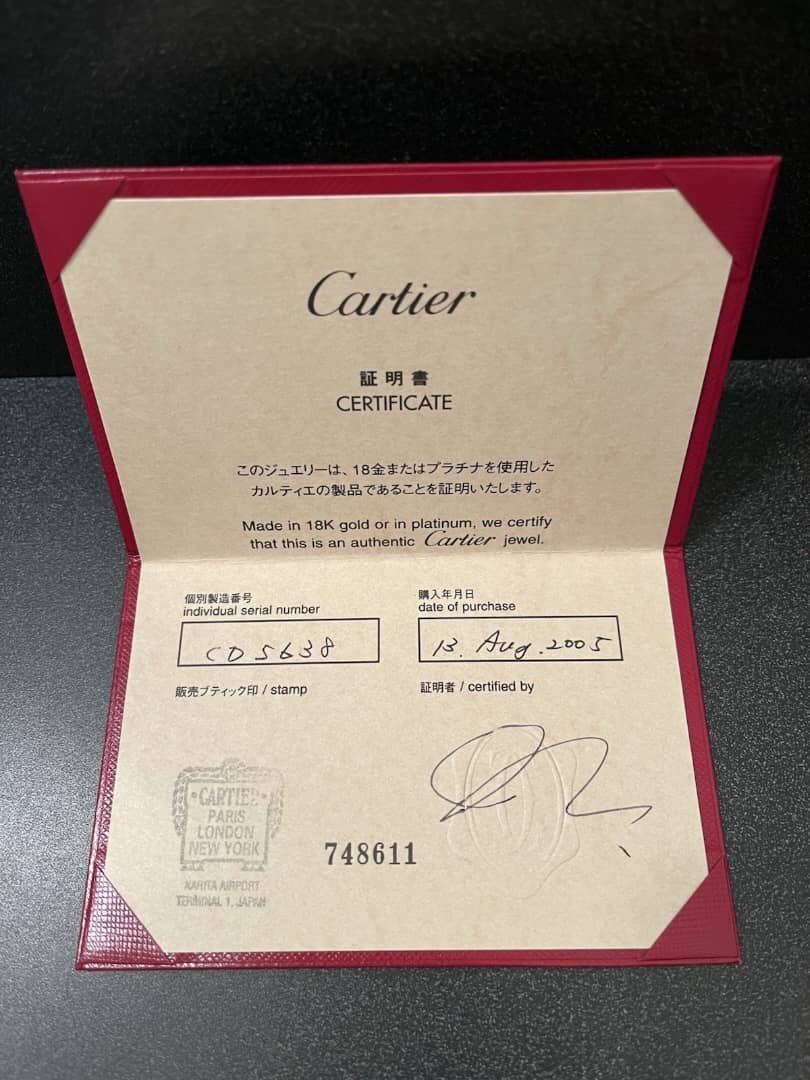 Cartier
証明書
CERTIFICATE
このジュエリーは、18金またはプラチナを使用した
カルティエの製品であることを証明いたします。
Made in 18K gold or in platinum, we certify
that this is an authentic Cartier jewel.
個別製造番号
individual serial number
CD5638
購入年月日
date of purchase
13. Aug. 2005
販売ブティック印 / stamp
証明者 / certified by
CARTIER
PARIS
LONDON
NEW YORK
NARITA AIRPORT
TERMINAL 1, JAPAN
748611